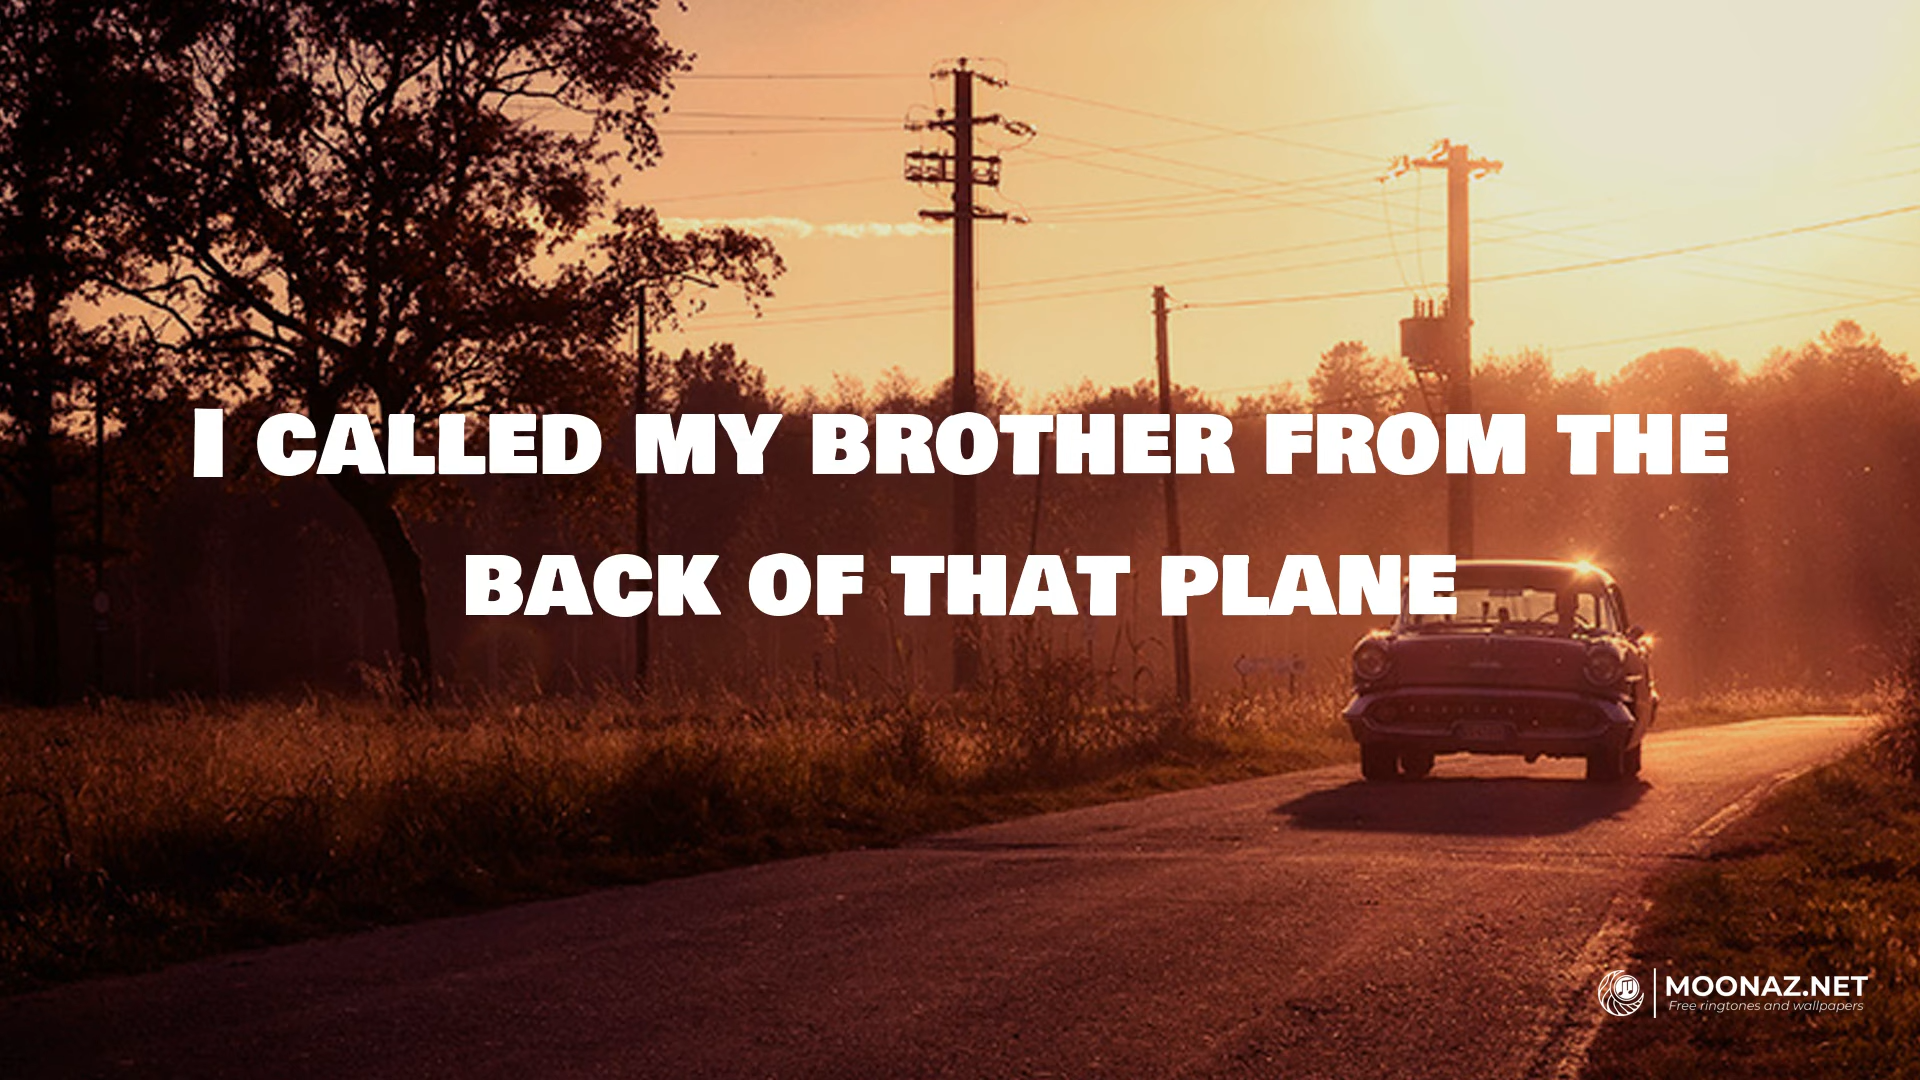 I CALLED MY BROTHER FROM THE
BACK OF THAT PLANE
MOONAZ.NET
Free ringtones and wallpapers